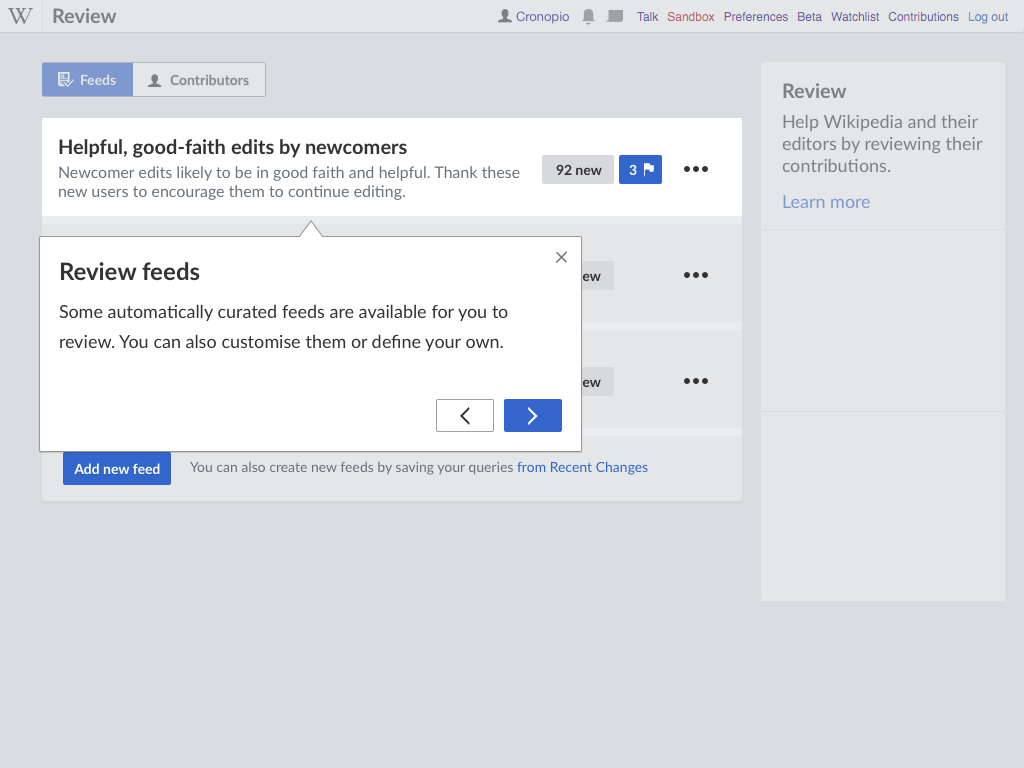 W Review Cronopio Talk Sandbox Preferences Beta Watchlist Contributions Log out
Feeds Contributors
Helpful, good-faith edits by newcomers
Newcomer edits likely to be in good faith and helpful. Thank these
new users to encourage them to continue editing.
92 new 3
Review feeds
Some automatically curated feeds are available for you to
review. You can also customise them or define your own.
Add new feed You can also create new feeds by saving your queries from Recent Changes
Review
Help Wikipedia and their
editors by reviewing their
contributions.
Learn more